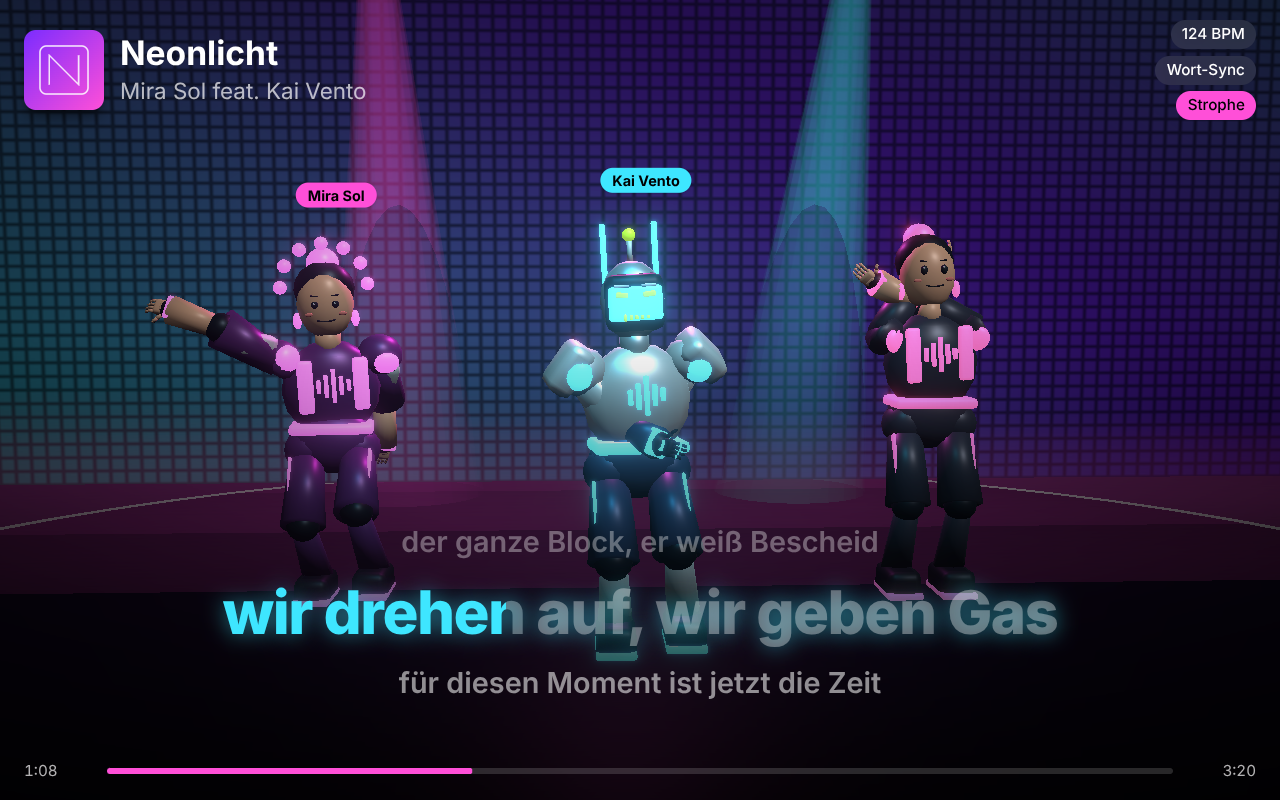 N
Neonlicht
Mira Sol feat. Kai Vento
124 BPM
Wort-Sync
Strophe
Mira Sol
Kai Vento
der ganze Block, er weiß Bescheid
wir drehen auf, wir geben Gas
für diesen Moment ist jetzt die Zeit
1:08
3:20